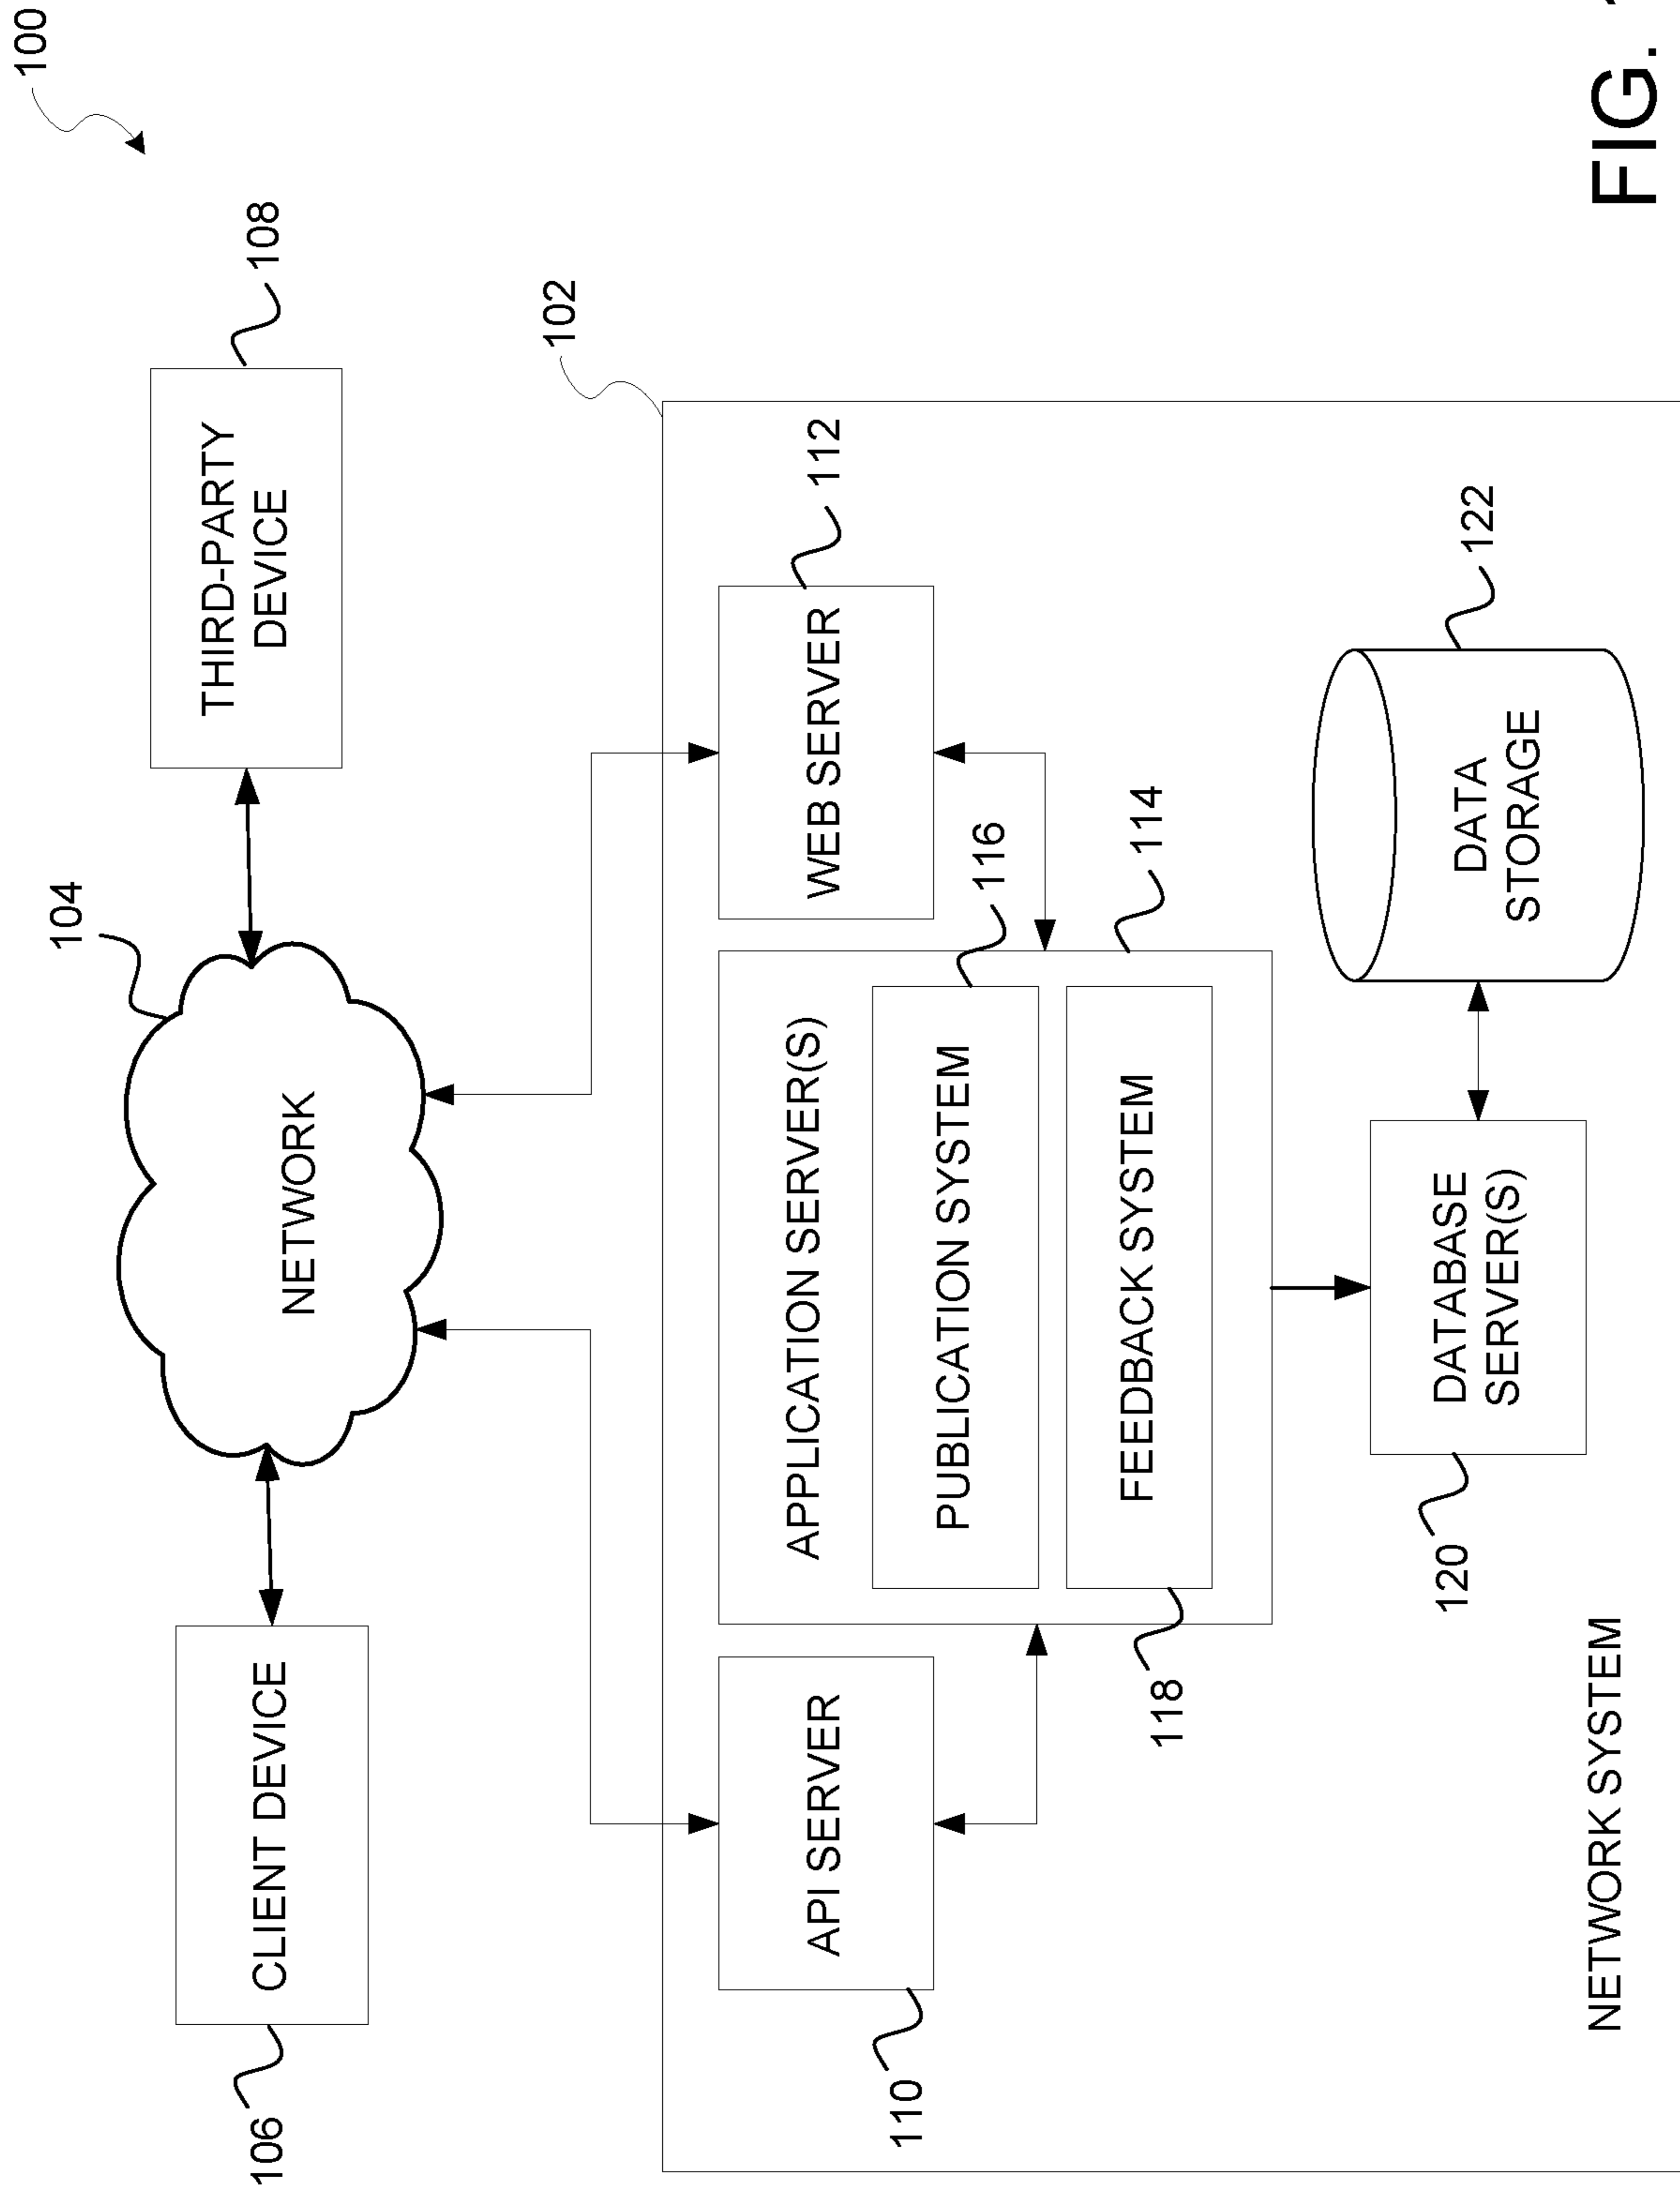 100
104
NETWORK
106
CLIENT DEVICE
THIRD-PARTY
DEVICE
108
102
110
API SERVER
APPLICATION SERVER(S)
PUBLICATION SYSTEM
116
FEEDBACK SYSTEM
118
114
WEB SERVER
112
120
DATABASE
SERVER(S)
DATA
STORAGE
122
NETWORK SYSTEM
FIG.